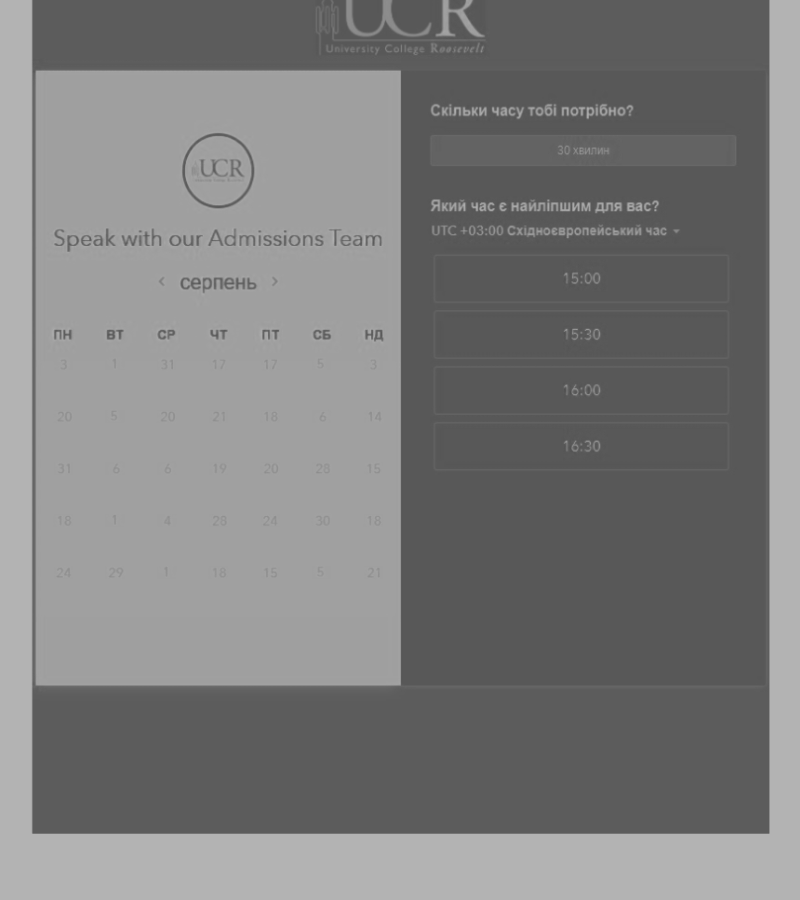 UCR
University College Roosevelt
UCR
Speak with our Admissions Team
‹ серпень ›
ПН ВТ СР ЧТ ПТ СБ НД
3 1 31 17 17 5 3
20 5 20 21 18 6 14
31 6 6 19 20 28 15
18 1 4 28 24 30 18
24 29 1 18 15 5 21
Скільки часу тобі потрібно?
30 хвилин
Який час є найліпшим для вас?
UTC +03:00 Східноєвропейський час
15:00
15:30
16:00
16:30